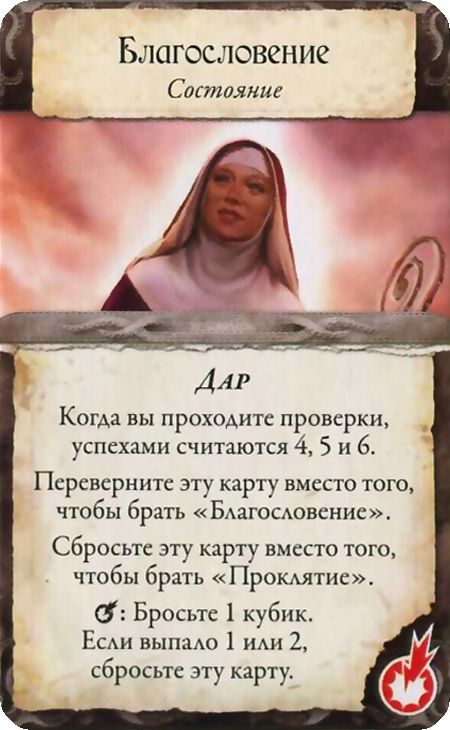 Благословение
Состояние
Дар
Когда вы проходите проверки,
успехами считаются 4, 5 и 6.
Переверните эту карту вместо того,
чтобы брать «Благословение».
Сбросьте эту карту вместо того,
чтобы брать «Проклятие».
: Бросьте 1 кубик.
Если выпало 1 или 2,
сбросьте эту карту.